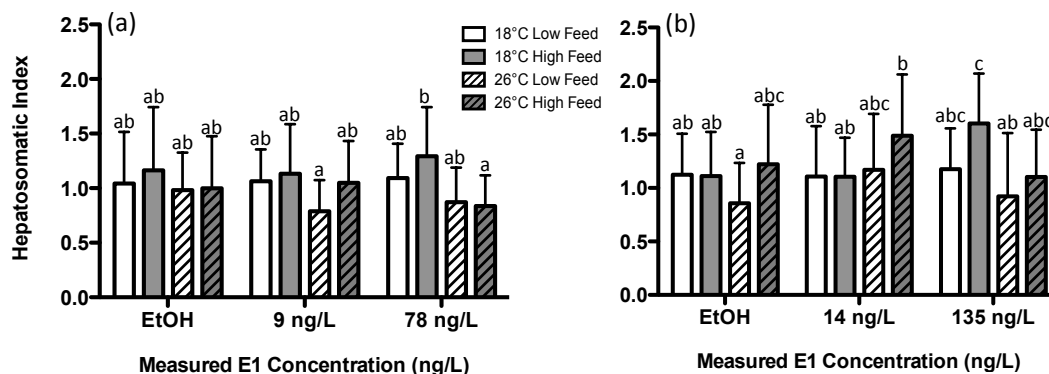 (a)
Hepatosomatic Index
2.5
2.0
1.5
1.0
0.5
0.0
ab ab ab ab
ab ab a ab
ab b ab a
EtOH 9 ng/L 78 ng/L
Measured E1 Concentration (ng/L)
18°C Low Feed
18°C High Feed
26°C Low Feed
26°C High Feed
(b)
2.5
2.0
1.5
1.0
0.5
0.0
ab ab a abc
ab ab abc b
abc c ab abc
EtOH 14 ng/L 135 ng/L
Measured E1 Concentration (ng/L)